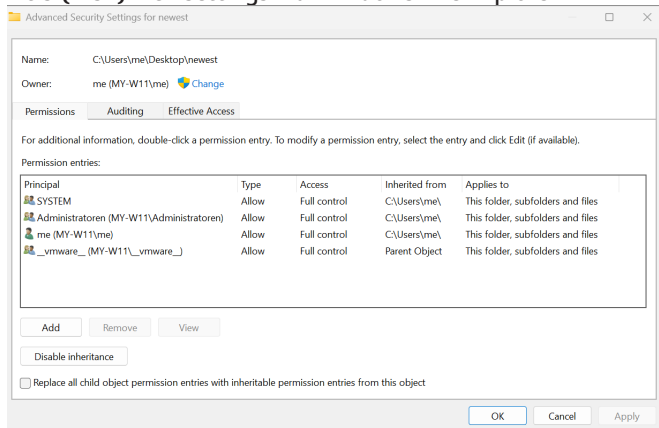 Advanced Security Settings for newest
Name: C:\Users\me\Desktop\newest
Owner: me (MY-W11\me) Change
Permissions Auditing Effective Access
For additional information, double-click a permission entry. To modify a permission entry, select the entry and click Edit (if available).
Permission entries:
Principal Type Access Inherited from Applies to
SYSTEM Allow Full control C:\Users\me\ This folder, subfolders and files
Administratoren (MY-W11\Administratoren) Allow Full control C:\Users\me\ This folder, subfolders and files
me (MY-W11\me) Allow Full control C:\Users\me\ This folder, subfolders and files
__vmware__ (MY-W11\__vmware__) Allow Full control Parent Object This folder, subfolders and files
Add Remove View
Disable inheritance
Replace all child object permission entries with inheritable permission entries from this object
OK Cancel Apply